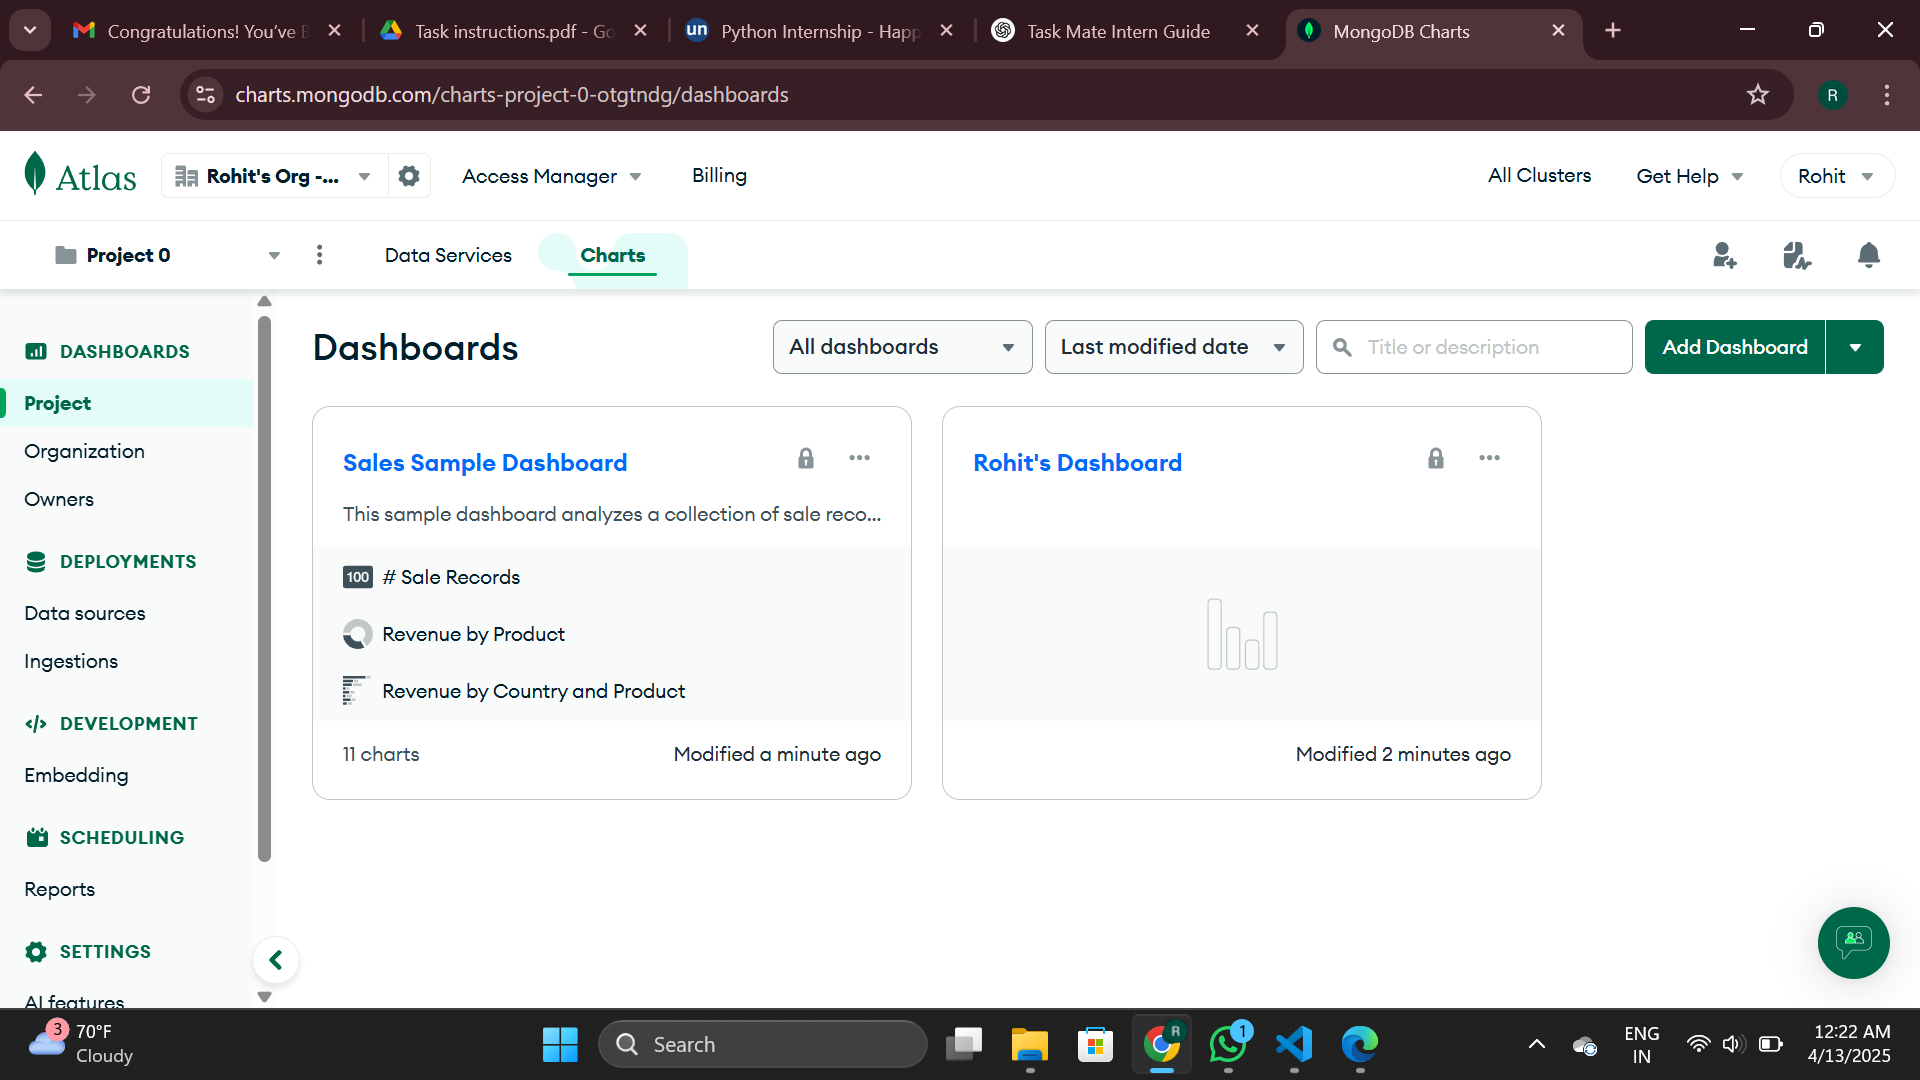 Congratulations! You've B
Task instructions.pdf - Go
un
Python Internship - Happ
Task Mate Intern Guide
MongoDB Charts
charts.mongodb.com/charts-project-0-otgtndg/dashboards
R
Atlas
Rohit's Org -...
Access Manager
Billing
All Clusters
Get Help
Rohit
Project 0
Data Services
Charts
DASHBOARDS
Project
Organization
Owners
DEPLOYMENTS
Data sources
Ingestions
DEVELOPMENT
Embedding
SCHEDULING
Reports
SETTINGS
AI features
Dashboards
All dashboards
Last modified date
Title or description
Add Dashboard
Sales Sample Dashboard
This sample dashboard analyzes a collection of sale reco...
100 # Sale Records
Revenue by Product
Revenue by Country and Product
11 charts
Modified a minute ago
Rohit's Dashboard
Modified 2 minutes ago
3
70°F
Cloudy
Search
R
1
ENG
IN
12:22 AM
4/13/2025